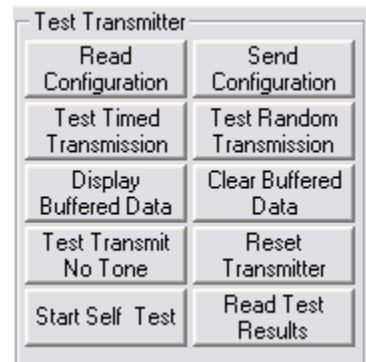 Test Transmitter
Read
Configuration
Send
Configuration
Test Timed
Transmission
Test Random
Transmission
Display
Buffered Data
Clear Buffered
Data
Test Transmit
No Tone
Reset
Transmitter
Start Self Test
Read Test
Results